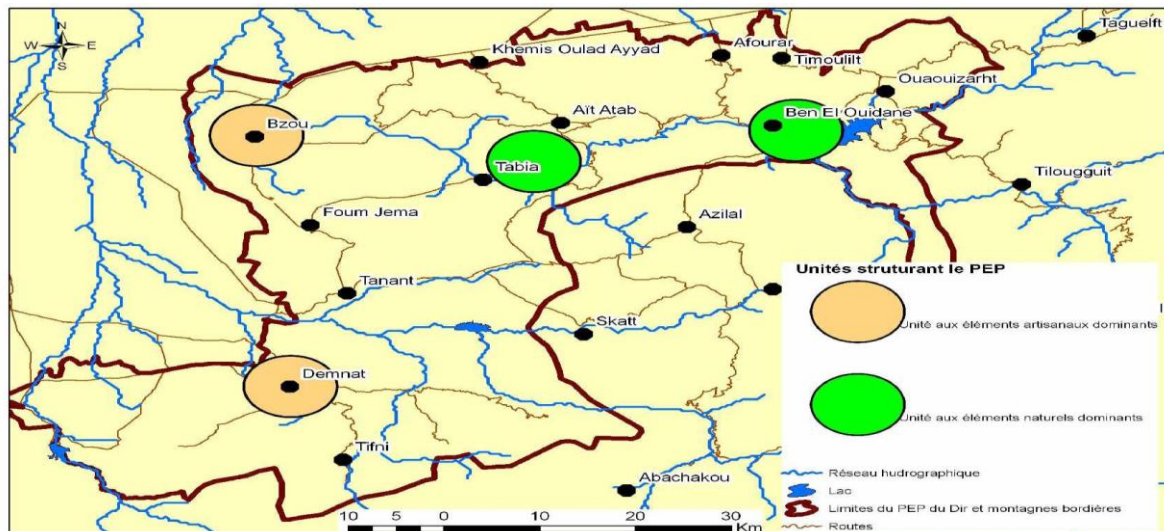 N
W E
S
Taguelft
Khemis Oulad Ayyad
Afourar
Timoulilt
Ouaouizarht
Aït Atab
Ben El Ouidane
Bzou
Tabia
Tilougguit
Foum Jema
Azilal
Tanant
Skatt
Demnat
Tifni
Abachakou
Unités struturant le PEP
Unité aux éléments artisanaux dominants
Unité aux éléments naturels dominants
Réseau hydrographique
Lac
Limites du PEP du Dir et montagnes bordières
Routes
10 0 10 20 30
Km